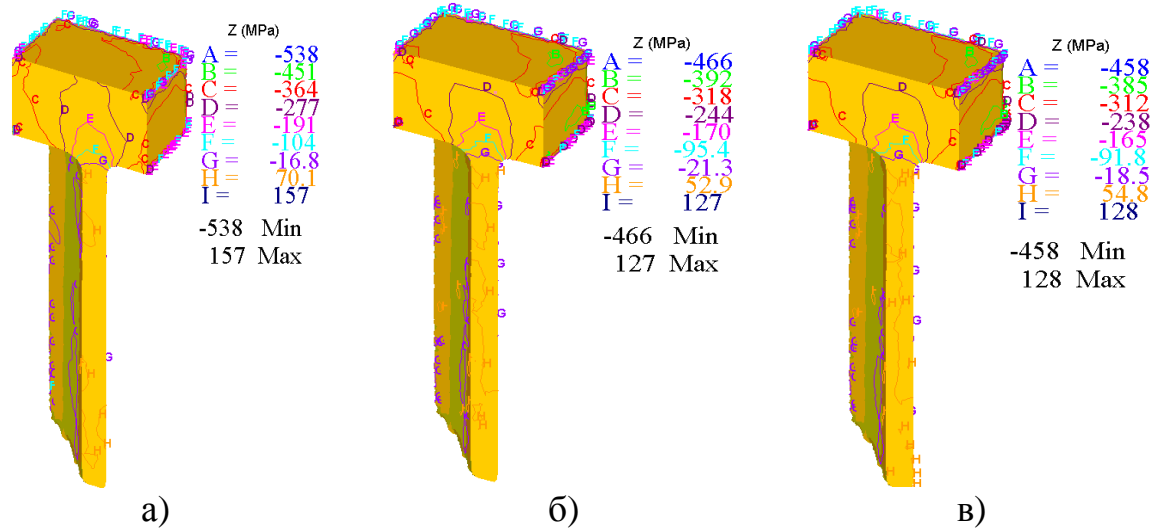 Z (MPa)
A = -538
B = -451
C = -364
D = -277
E = -191
F = -104
G = -16.8
H = 70.1
I = 157
-538 Min
157 Max
а)
Z (MPa)
A = -466
B = -392
C = -318
D = -244
E = -170
F = -95.4
G = -21.3
H = 52.9
I = 127
-466 Min
127 Max
б)
Z (MPa)
A = -458
B = -385
C = -312
D = -238
E = -165
F = -91.8
G = -18.5
H = 54.8
I = 128
-458 Min
128 Max
в)